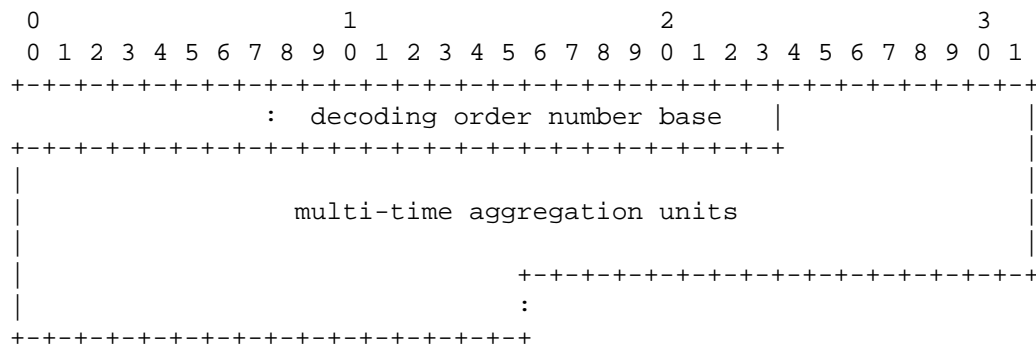 0                   1                   2                   3
 0 1 2 3 4 5 6 7 8 9 0 1 2 3 4 5 6 7 8 9 0 1 2 3 4 5 6 7 8 9 0 1
+-+-+-+-+-+-+-+-+-+-+-+-+-+-+-+-+-+-+-+-+-+-+-+-+-+-+-+-+-+-+-+-+
                :  decoding order number base   |               |
+-+-+-+-+-+-+-+-+-+-+-+-+-+-+-+-+-+-+-+-+-+-+-+-+               |
|                                                               |
|                 multi-time aggregation units                  |
|                                                               |
|                               +-+-+-+-+-+-+-+-+-+-+-+-+-+-+-+-+
|                               :
+-+-+-+-+-+-+-+-+-+-+-+-+-+-+-+-+